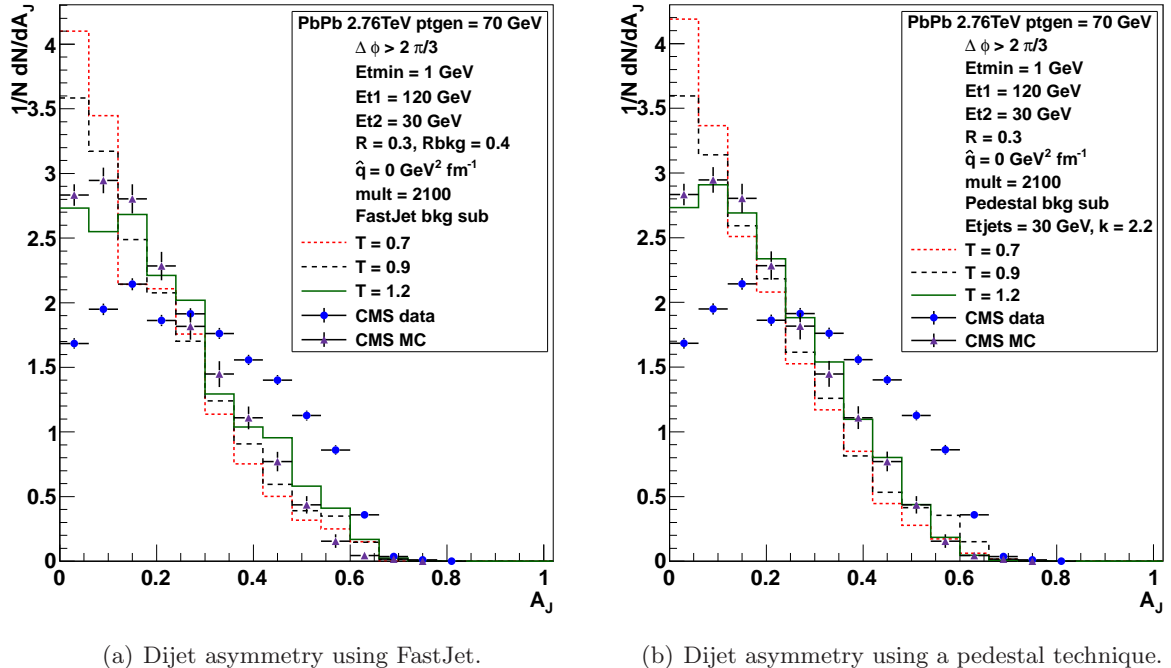 1/N dN/dA_J
4
3.5
3
2.5
2
1.5
1
0.5
0
0 0.2 0.4 0.6 0.8 1
A_J
PbPb 2.76TeV ptgen = 70 GeV
Δ ϕ > 2 π/3
Etmin = 1 GeV
Et1 = 120 GeV
Et2 = 30 GeV
R = 0.3, Rbkg = 0.4
q̂ = 0 GeV² fm⁻¹
mult = 2100
FastJet bkg sub
T = 0.7
T = 0.9
T = 1.2
CMS data
CMS MC
(a) Dijet asymmetry using FastJet.
1/N dN/dA_J
4
3.5
3
2.5
2
1.5
1
0.5
0
0 0.2 0.4 0.6 0.8 1
A_J
PbPb 2.76TeV ptgen = 70 GeV
Δ ϕ > 2 π/3
Etmin = 1 GeV
Et1 = 120 GeV
Et2 = 30 GeV
R = 0.3
q̂ = 0 GeV² fm⁻¹
mult = 2100
Pedestal bkg sub
Etjets = 30 GeV, k = 2.2
T = 0.7
T = 0.9
T = 1.2
CMS data
CMS MC
(b) Dijet asymmetry using a pedestal technique.